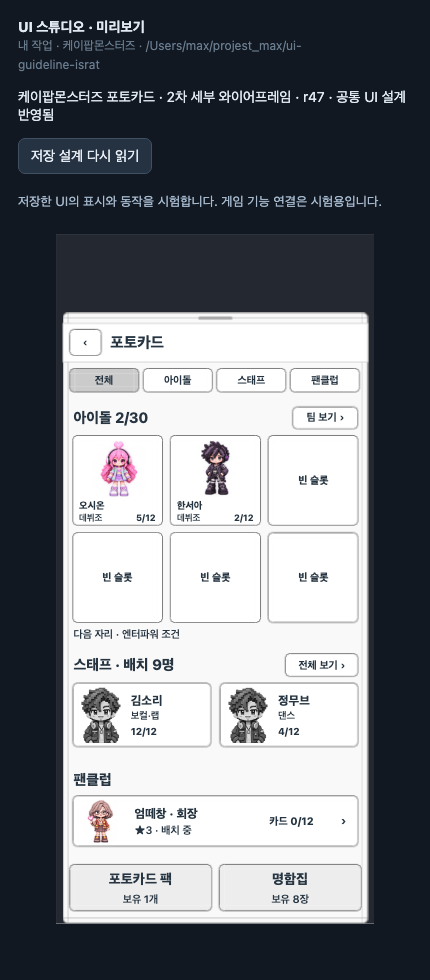 UI 스튜디오 · 미리보기
내 작업 · 케이팝몬스터즈 · /Users/max/projest_max/ui-
guideline-israt
케이팝몬스터즈 포토카드 · 2차 세부 와이어프레임 · r47 · 공통 UI 설계
반영됨
저장 설계 다시 읽기
저장한 UI의 표시와 동작을 시험합니다. 게임 기능 연결은 시험용입니다.
‹ 포토카드
전체 아이돌 스태프 팬클럽
아이돌 2/30 팀 보기 ›
오시온 한서아 빈 슬롯
데뷔조 5/12 데뷔조 2/12
빈 슬롯 빈 슬롯 빈 슬롯
다음 자리 · 엔터파워 조건
스태프 · 배치 9명 전체 보기 ›
김소리 정무브
보컬·랩 댄스
12/12 4/12
팬클럽
엄떼창 · 회장 카드 0/12 ›
★3 · 배치 중
포토카드 팩 명함집
보유 1개 보유 8장